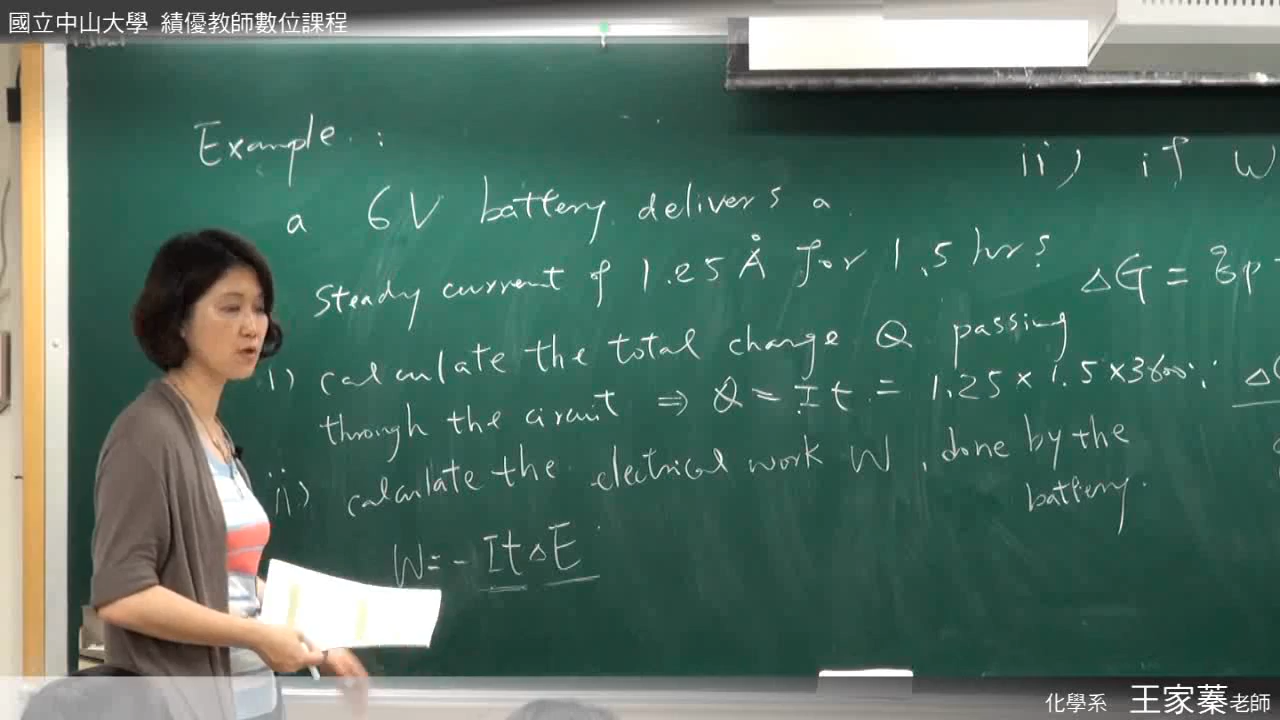 國立中山大學 績優教師數位課程
Example :
a 6V battery delivers a
steady current of 1.25 Å for 1.5 hrs
i) calculate the total change Q passing
through the circuit ⇒ Q = It = 1.25 × 1.5 × 3600
ii) calculate the electrical work W, done by the
battery.
W = - It ΔE
ii) if W
ΔG =
化學系 王家蓁老師